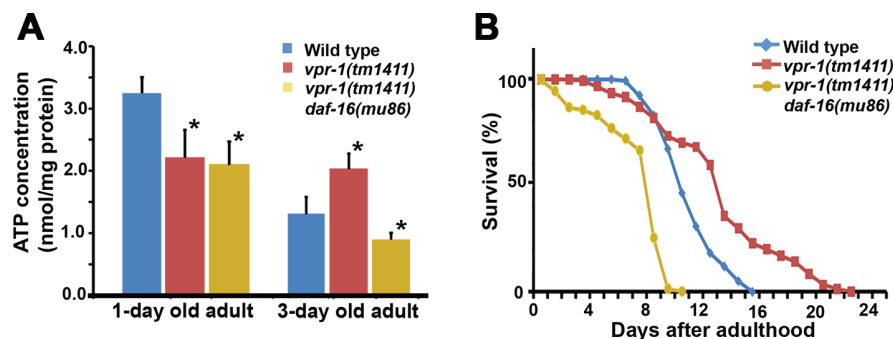 A
4.0
3.0
2.0
1.0
0.0
ATP concentration
(nmol/mg protein)
Wild type
vpr-1(tm1411)
vpr-1(tm1411)
daf-16(mu86)
*
*
*
*
1-day old adult
3-day old adult
B
100
50
0
Survival (%)
Wild type
vpr-1(tm1411)
vpr-1(tm1411)
daf-16(mu86)
0 4 8 12 16 20 24
Days after adulthood